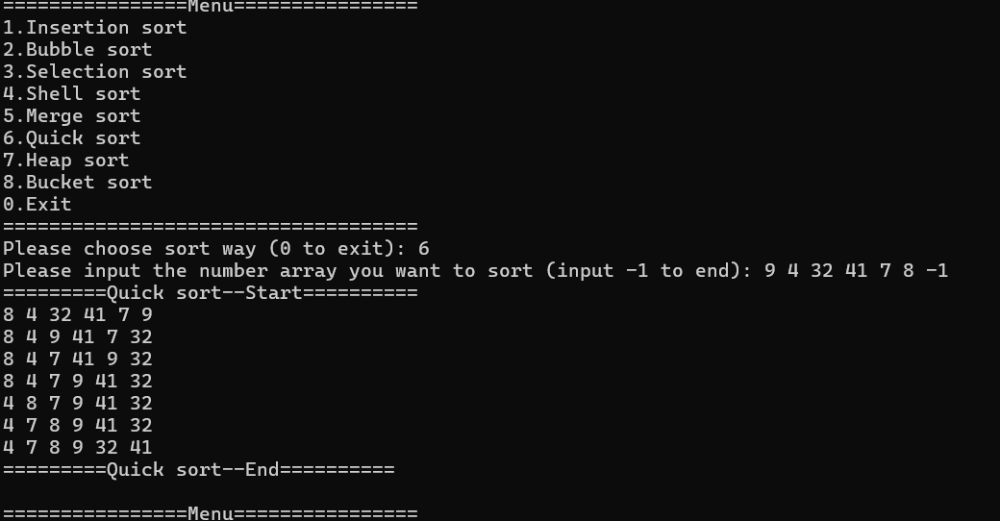 ================Menu================
1.Insertion sort
2.Bubble sort
3.Selection sort
4.Shell sort
5.Merge sort
6.Quick sort
7.Heap sort
8.Bucket sort
0.Exit
====================================
Please choose sort way (0 to exit): 6
Please input the number array you want to sort (input -1 to end): 9 4 32 41 7 8 -1
=========Quick sort--Start==========
8 4 32 41 7 9
8 4 9 41 7 32
8 4 7 41 9 32
8 4 7 9 41 32
4 8 7 9 41 32
4 7 8 9 41 32
4 7 8 9 32 41
=========Quick sort--End==========
================Menu================